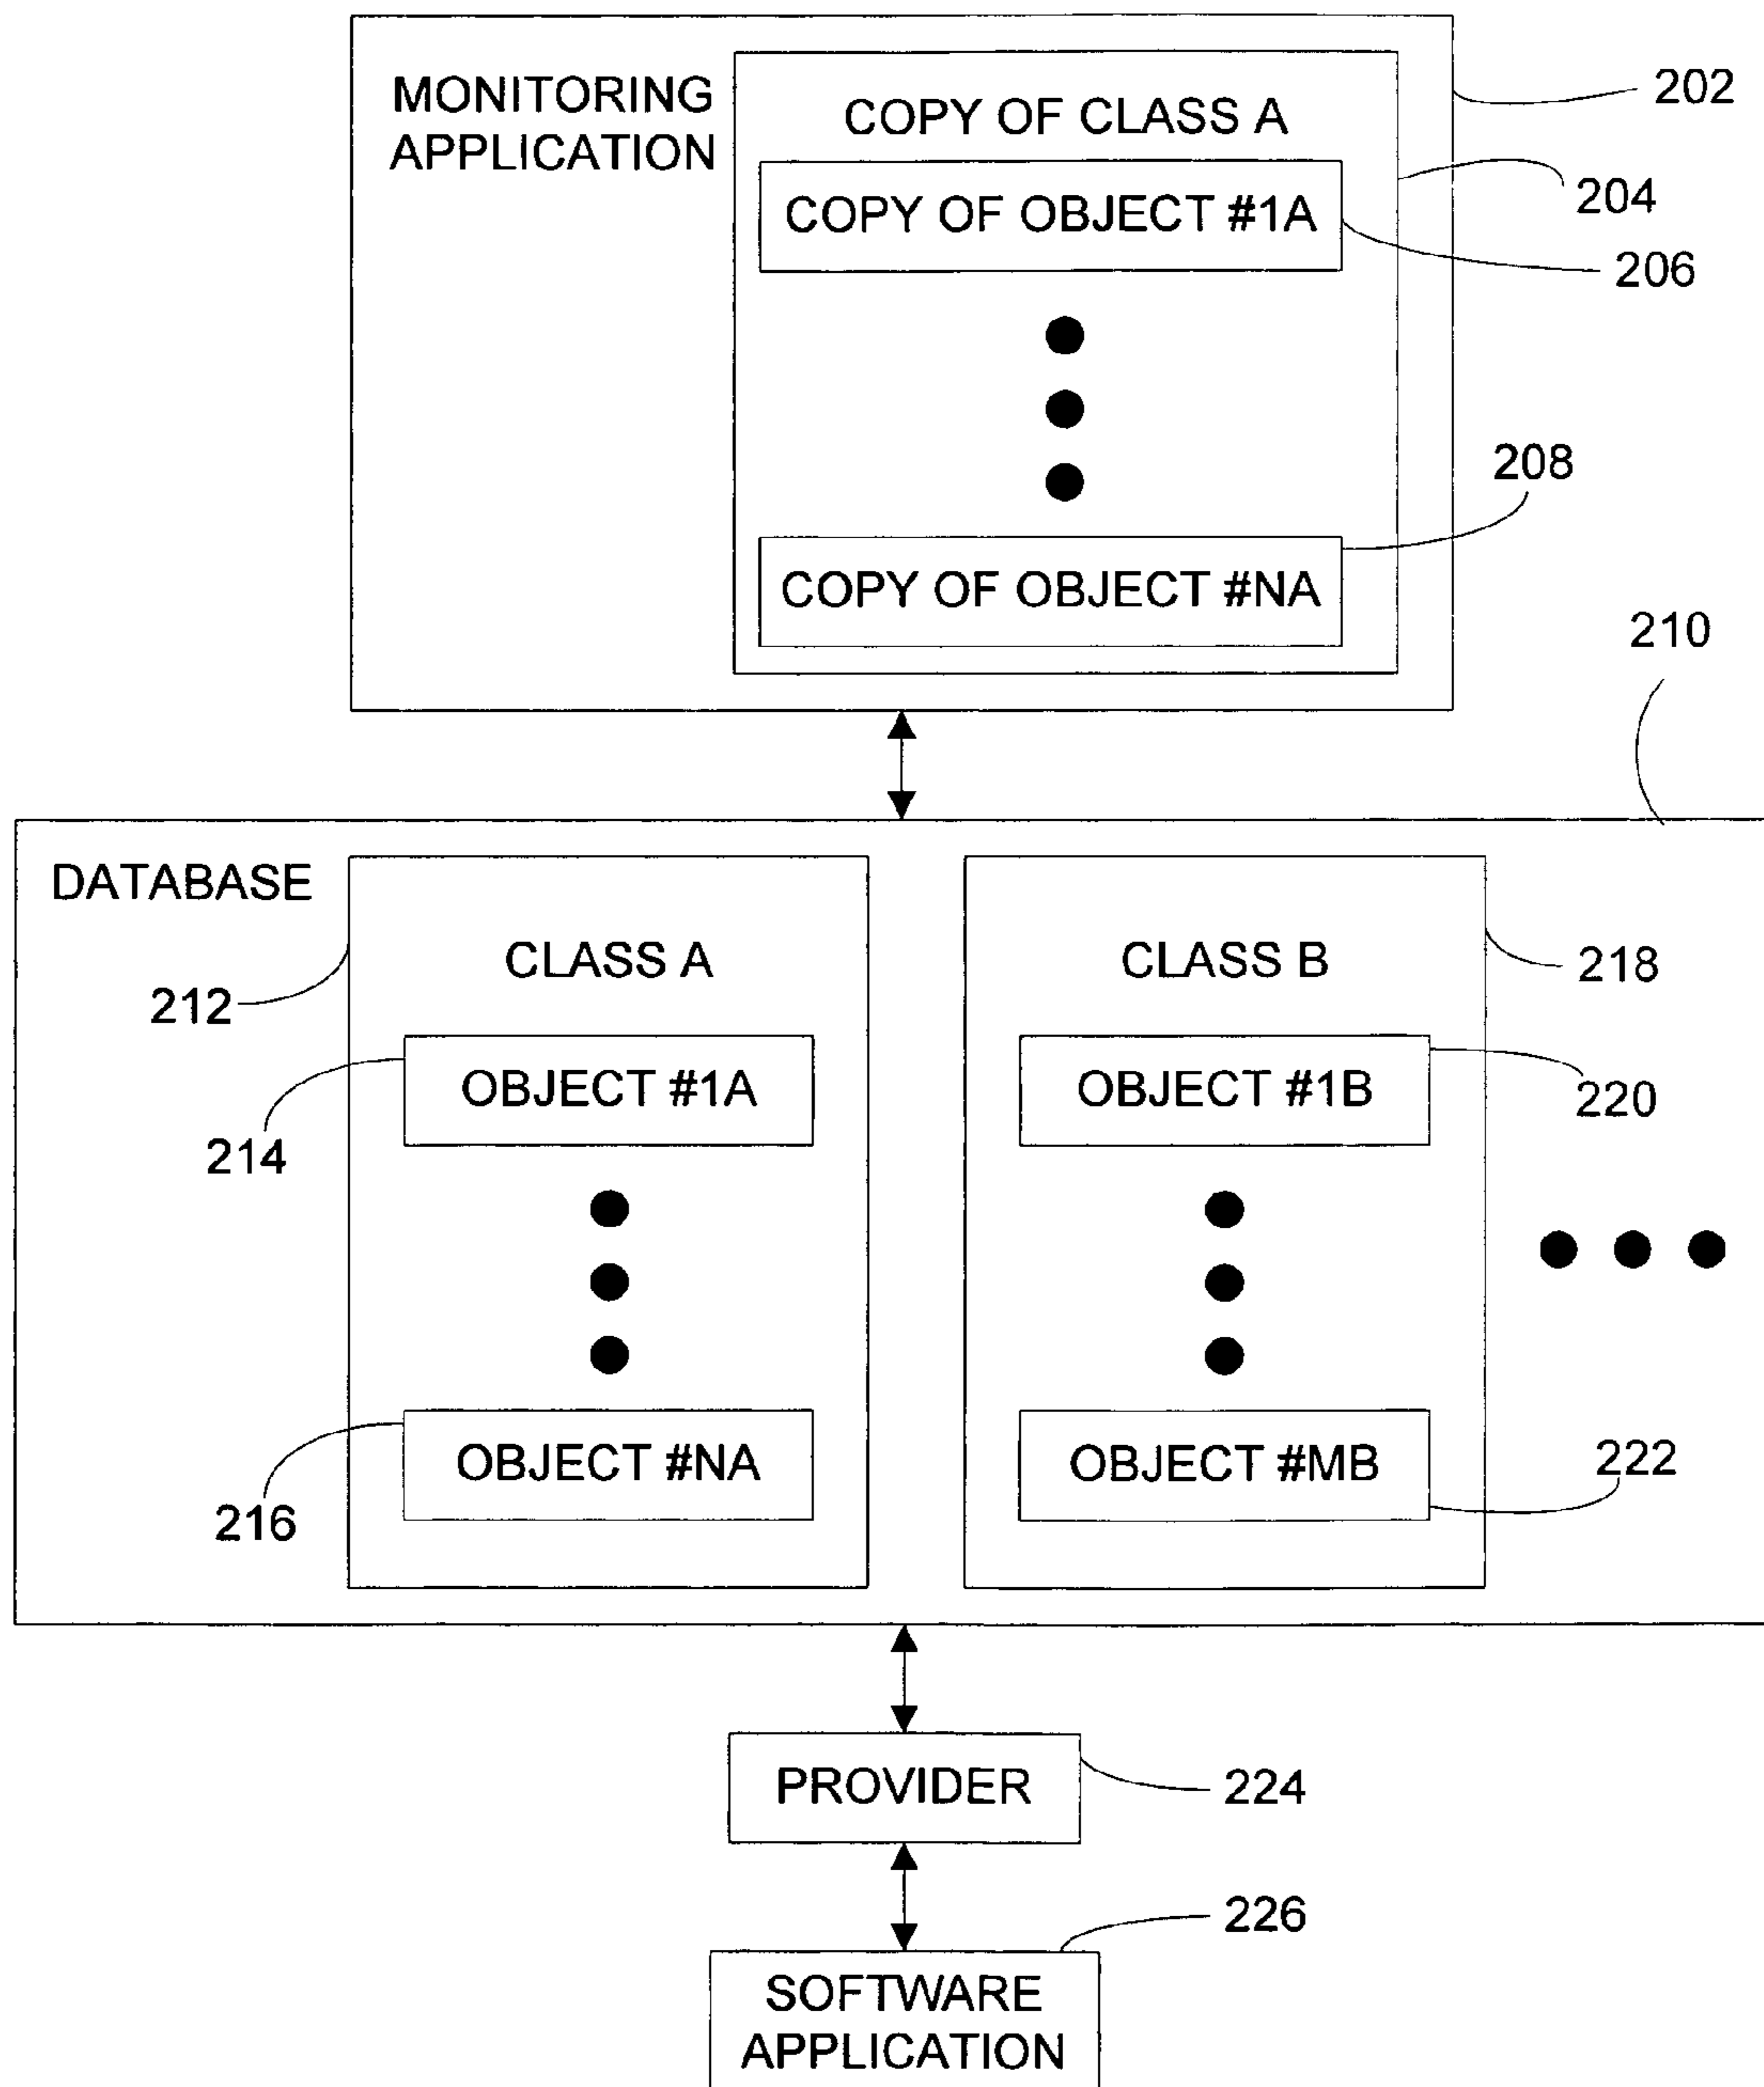 MONITORING
APPLICATION
COPY OF CLASS A
202
COPY OF OBJECT #1A
204
206
208
COPY OF OBJECT #NA
210
DATABASE
CLASS A
CLASS B
218
212
OBJECT #1A
OBJECT #1B
220
214
OBJECT #NA
OBJECT #MB
222
216
PROVIDER
224
226
SOFTWARE
APPLICATION